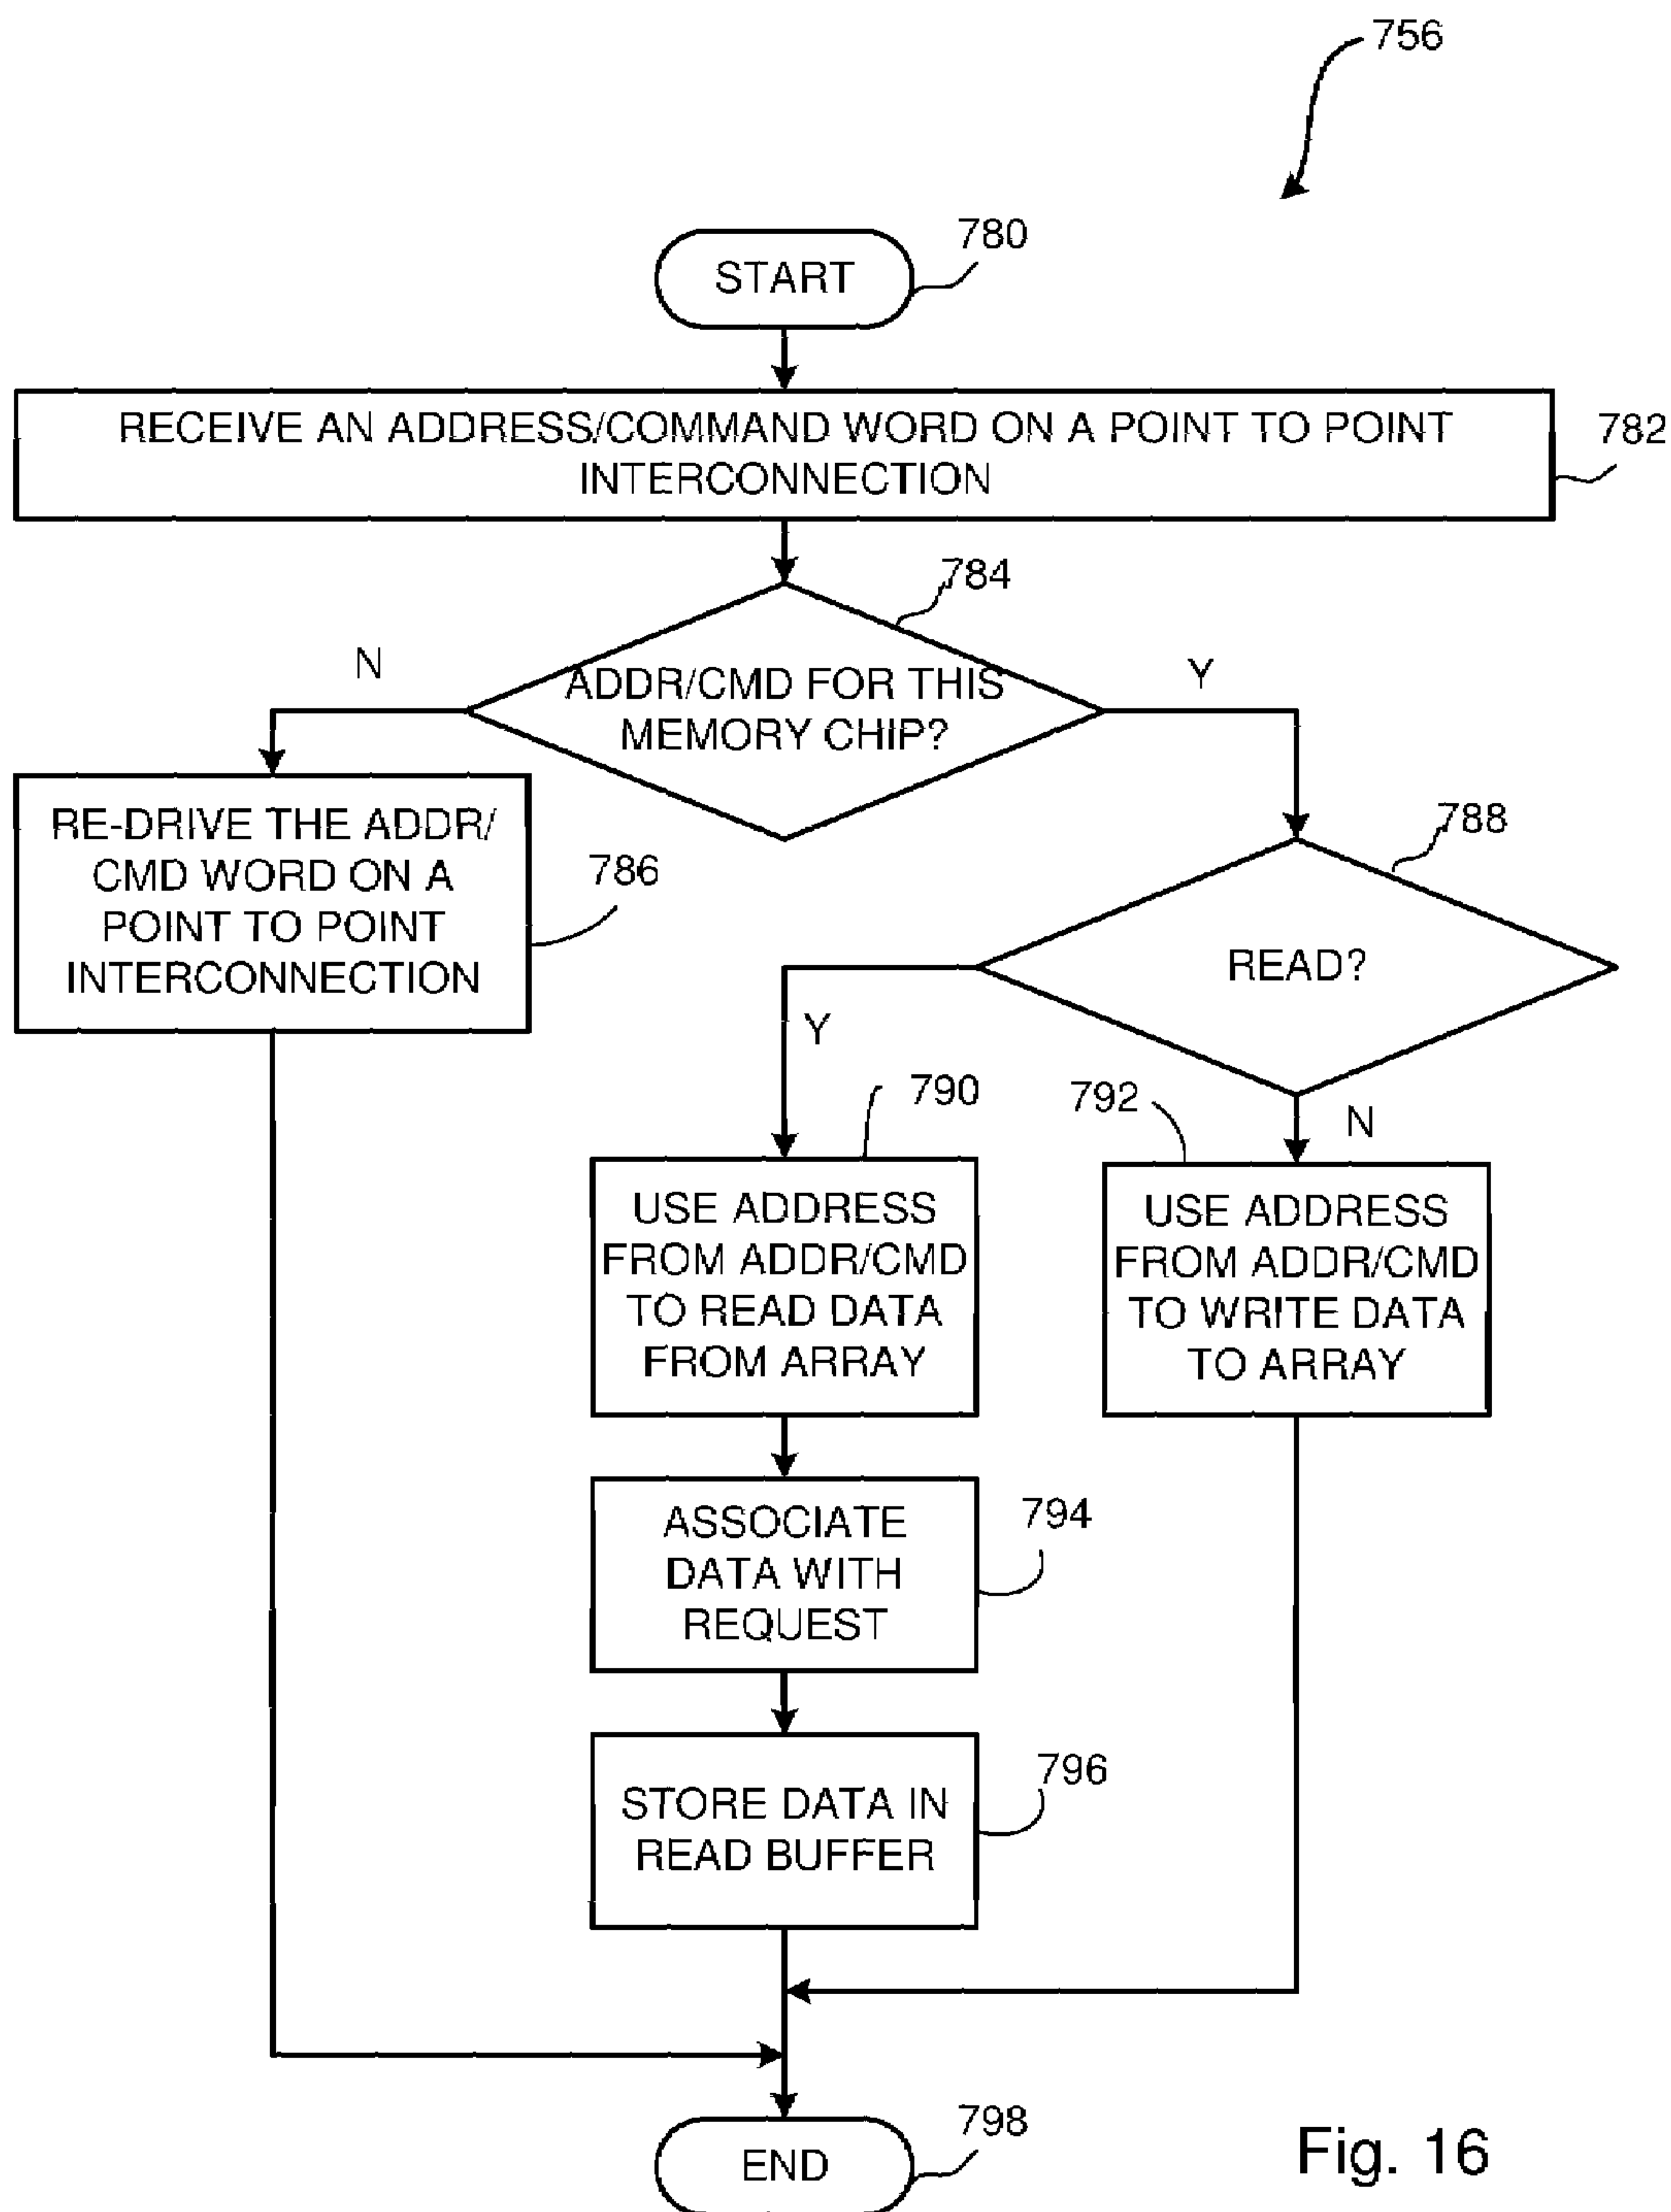 756
780
START
RECEIVE AN ADDRESS/COMMAND WORD ON A POINT TO POINT
INTERCONNECTION
782
784
N
ADDR/CMD FOR THIS
MEMORY CHIP?
Y
RE-DRIVE THE ADDR/
CMD WORD ON A
POINT TO POINT
INTERCONNECTION
786
788
READ?
Y
790
792
N
USE ADDRESS
FROM ADDR/CMD
TO READ DATA
FROM ARRAY
USE ADDRESS
FROM ADDR/CMD
TO WRITE DATA
TO ARRAY
ASSOCIATE
DATA WITH
REQUEST
794
STORE DATA IN
READ BUFFER
796
END
798
Fig. 16